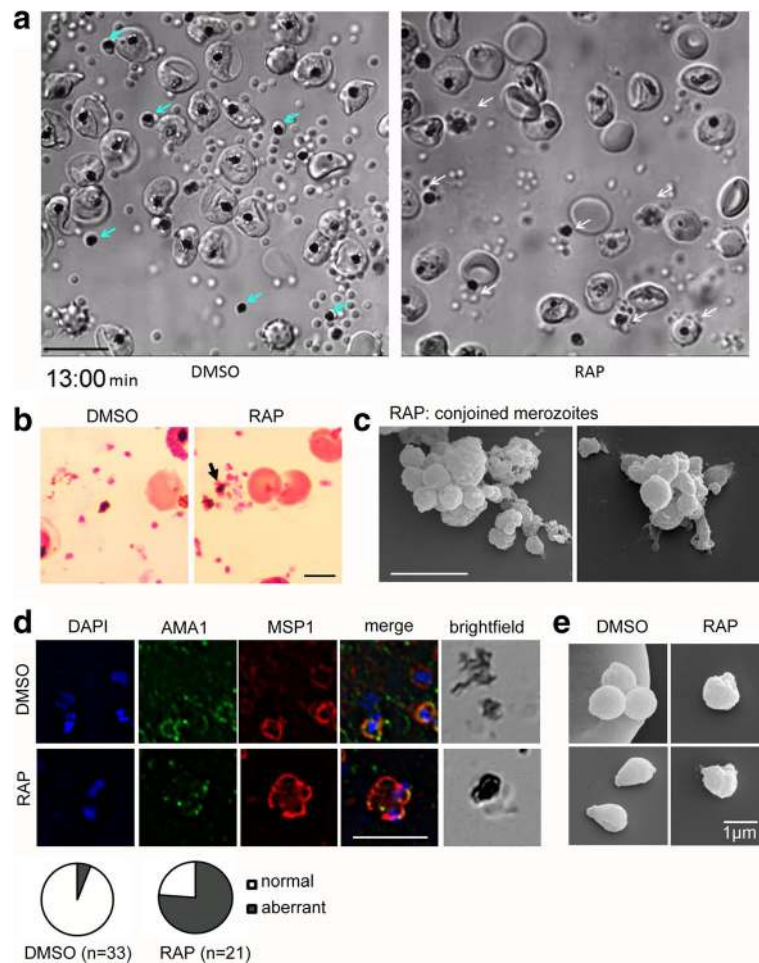 a
13:00 min
DMSO
RAP
b
DMSO
RAP
c
RAP: conjoined merozoites
d
DAPI
AMA1
MSP1
merge
brightfield
DMSO
RAP
normal
aberrant
DMSO (n=33)
RAP (n=21)
e
DMSO
RAP
1µm